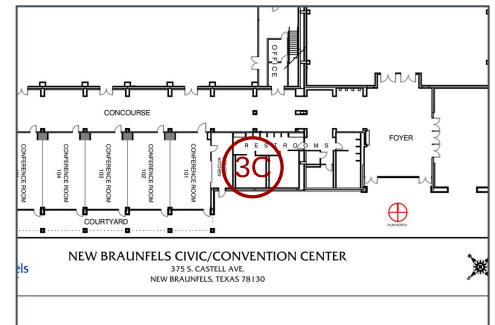 OFFICE
CONCOURSE
RESTROOMS
FOYER
CONFERENCE ROOM
CONFERENCE ROOM
104
CONFERENCE ROOM
103
CONFERENCE ROOM
102
CONFERENCE ROOM
101
KITCHEN
3C
COURTYARD
NEW BRAUNFELS CIVIC/CONVENTION CENTER
375 S. CASTELL AVE.
NEW BRAUNFELS, TEXAS 78130
els